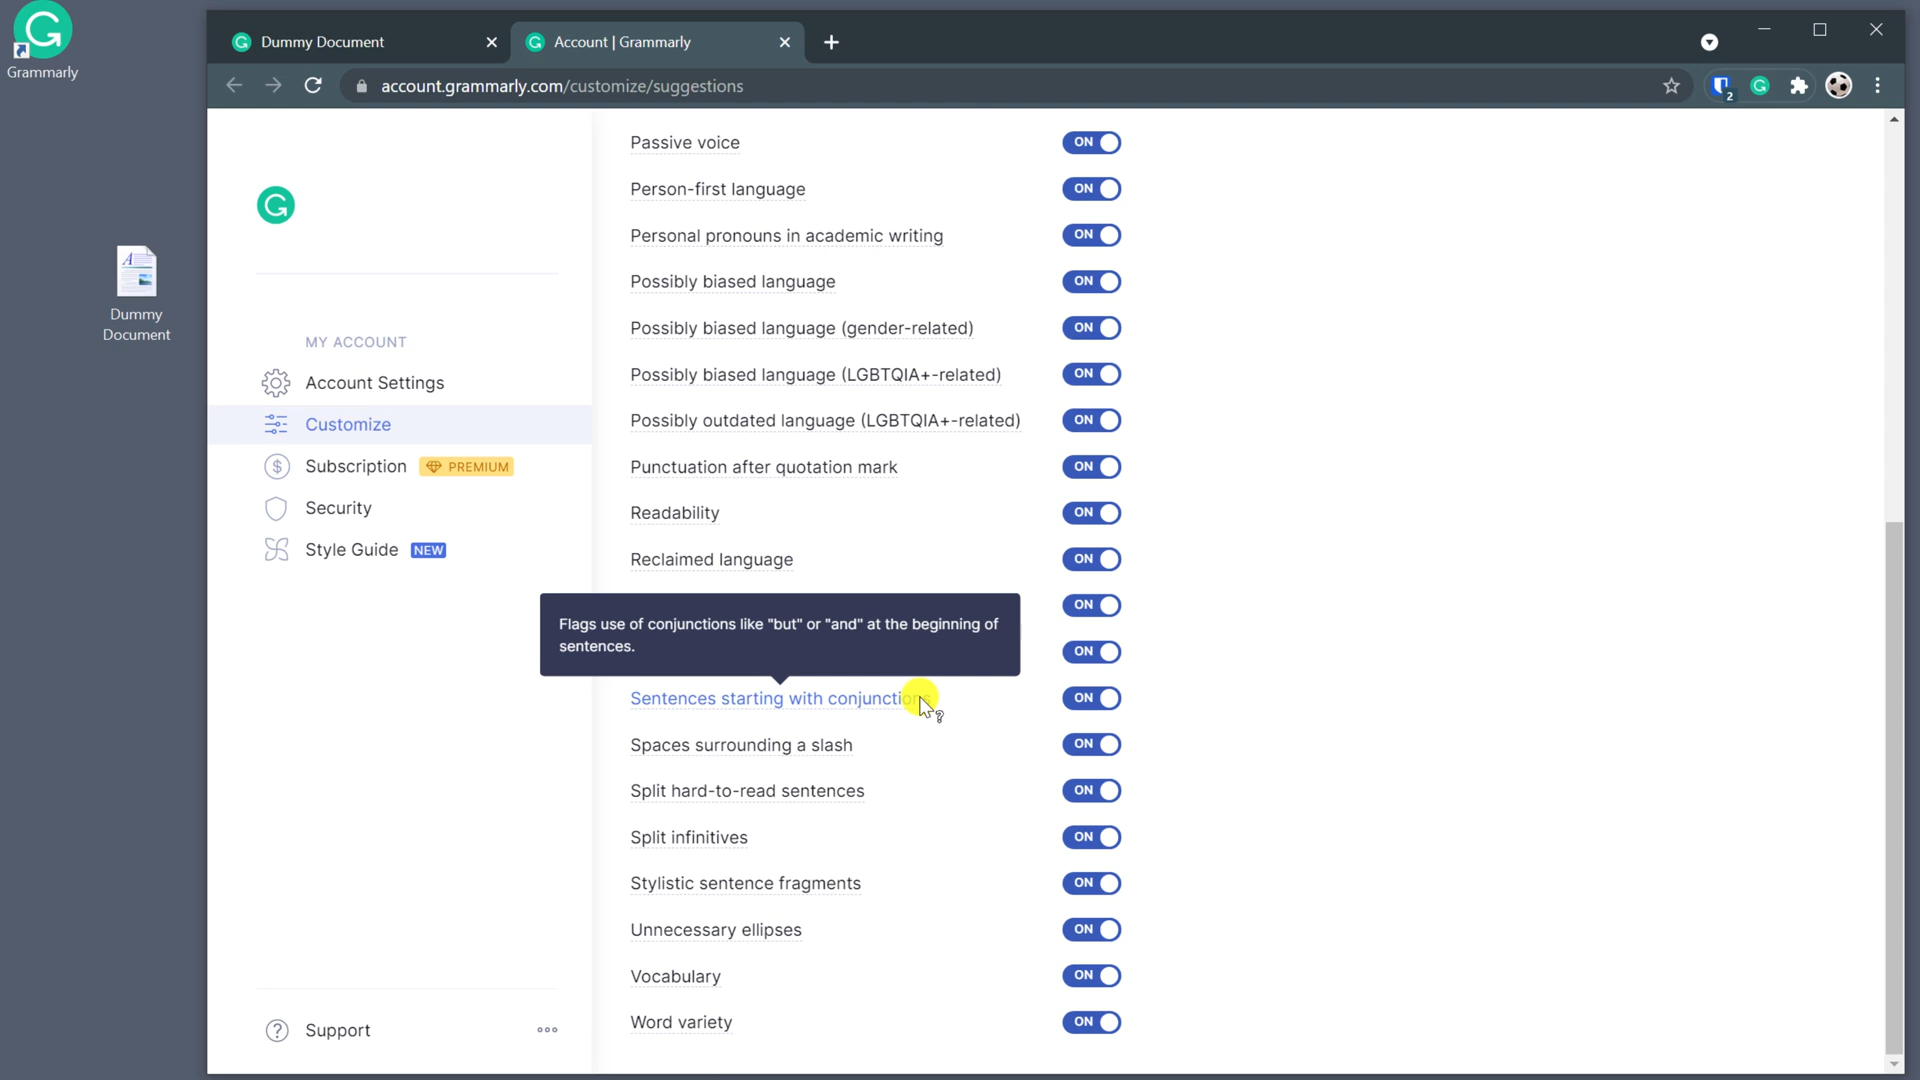 Grammarly
Dummy Document
Dummy Document
Account | Grammarly
account.grammarly.com/customize/suggestions
2
MY ACCOUNT
Account Settings
Customize
Subscription PREMIUM
Security
Style Guide NEW
Support
Passive voice ON
Person-first language ON
Personal pronouns in academic writing ON
Possibly biased language ON
Possibly biased language (gender-related) ON
Possibly biased language (LGBTQIA+-related) ON
Possibly outdated language (LGBTQIA+-related) ON
Punctuation after quotation mark ON
Readability ON
Reclaimed language ON
ON
Flags use of conjunctions like "but" or "and" at the beginning of
sentences.
ON
Sentences starting with conjunctions ON
Spaces surrounding a slash ON
Split hard-to-read sentences ON
Split infinitives ON
Stylistic sentence fragments ON
Unnecessary ellipses ON
Vocabulary ON
Word variety ON